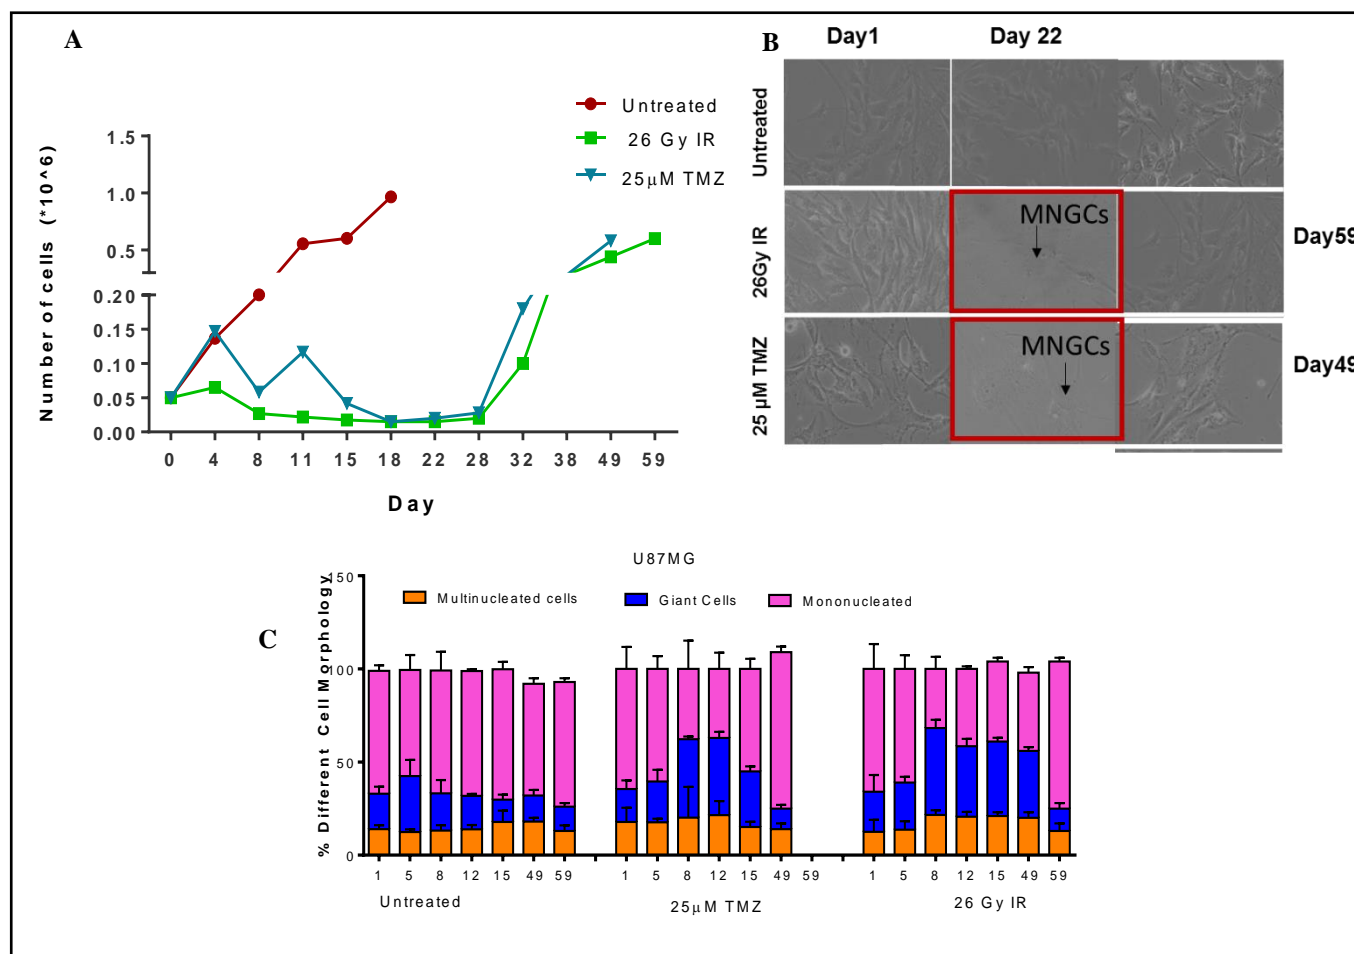 A
Untreated
26 Gy IR
25µM TMZ
Number of cells (*10^6)
1.5
1.0
0.5
0.20
0.15
0.10
0.05
0.00
0 4 8 11 15 18 22 28 32 38 49 59
Day
B
Day1 Day 22
Untreated
26Gy IR
25 µM TMZ
MNGCs
MNGCs
Day59
Day49
C
U87MG
Multinucleated cells Giant Cells Mononucleated
% Different Cell Morphology
150
100
50
0
1 5 8 12 15 49 59 1 5 8 12 15 49 59 1 5 8 12 15 49 59
Untreated 25µM TMZ 26 Gy IR